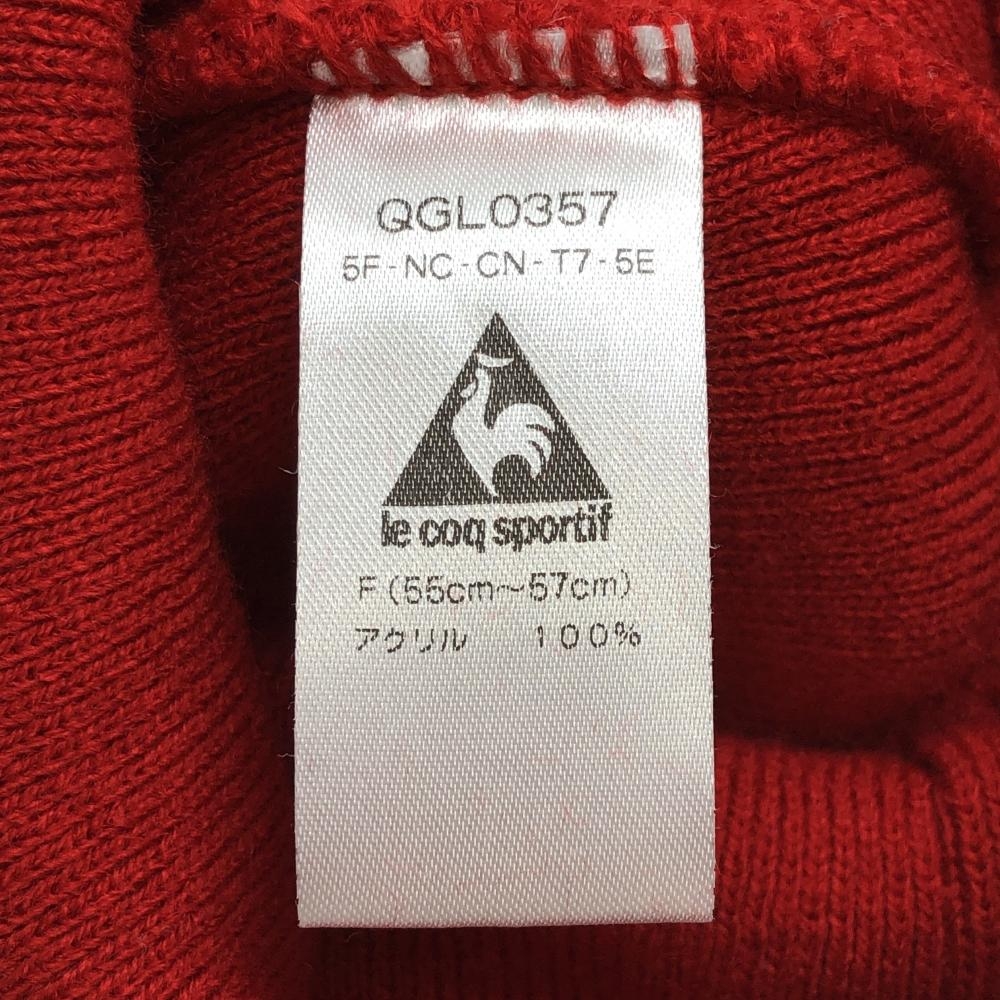 QGL0357
5F-NC-CN-T7-5E
le coq sportif
F(55cm～57cm)
アクリル 100%